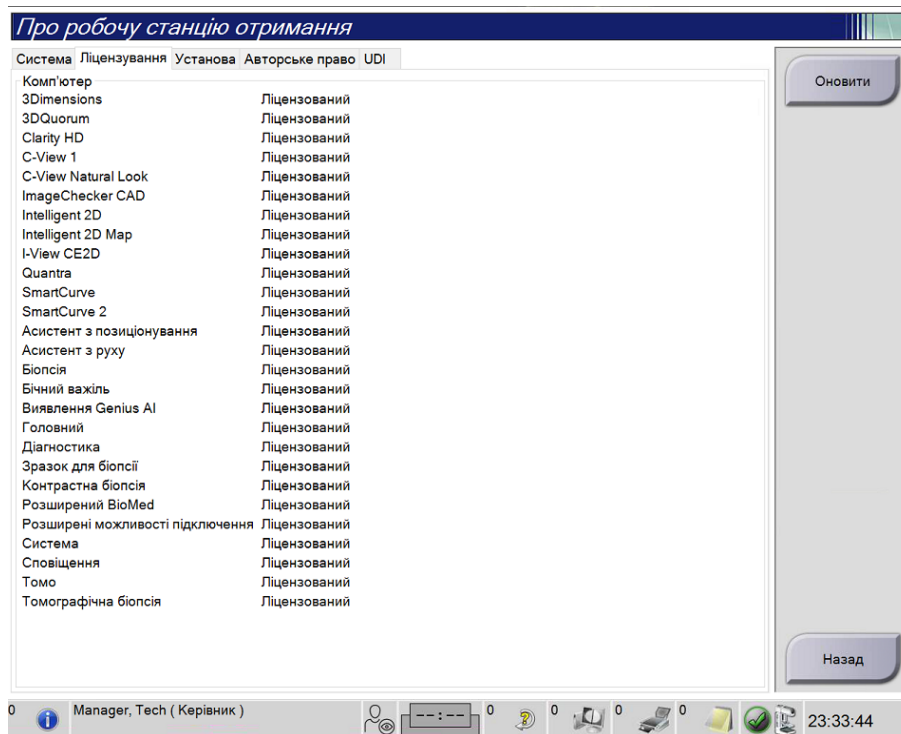 Про робочу станцію отримання
Система Ліцензування Установа Авторське право UDI
Оновити
Комп'ютер
3Dimensions Ліцензований
3DQuorum Ліцензований
Clarity HD Ліцензований
C-View 1 Ліцензований
C-View Natural Look Ліцензований
ImageChecker CAD Ліцензований
Intelligent 2D Ліцензований
Intelligent 2D Map Ліцензований
I-View CE2D Ліцензований
Quantra Ліцензований
SmartCurve Ліцензований
SmartCurve 2 Ліцензований
Асистент з позиціонування Ліцензований
Асистент з руху Ліцензований
Біопсія Ліцензований
Бічний важіль Ліцензований
Виявлення Genius AI Ліцензований
Головний Ліцензований
Діагностика Ліцензований
Зразок для біопсії Ліцензований
Контрастна біопсія Ліцензований
Розширений BioMed Ліцензований
Розширені можливості підключення Ліцензований
Система Ліцензований
Сповіщення Ліцензований
Томо Ліцензований
Томографічна біопсія Ліцензований
Назад
0 Manager, Tech ( Керівник ) --:-- 0 0 0 0 23:33:44